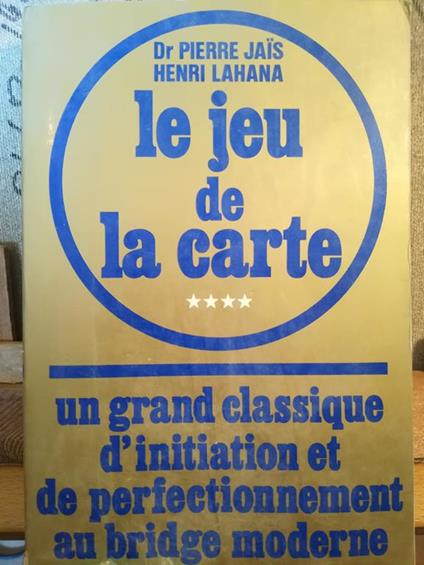 Dr PIERRE JAÏS
HENRI LAHANA
le jeu
de
la carte
★★★★
un grand classique
d'initiation et
de perfectionnement
au bridge moderne